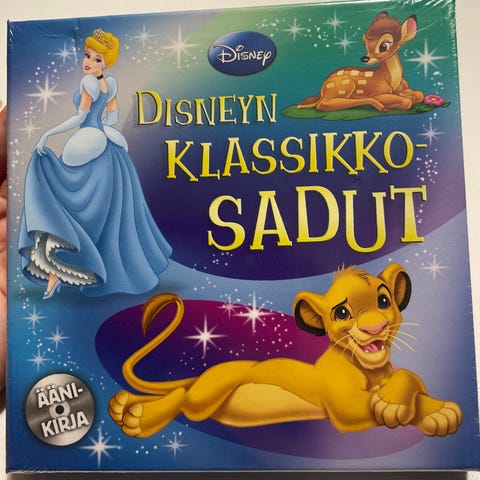 Disney
DISNEYN
KLASSIKKO-
SADUT
ÄÄNI-
KIRJA